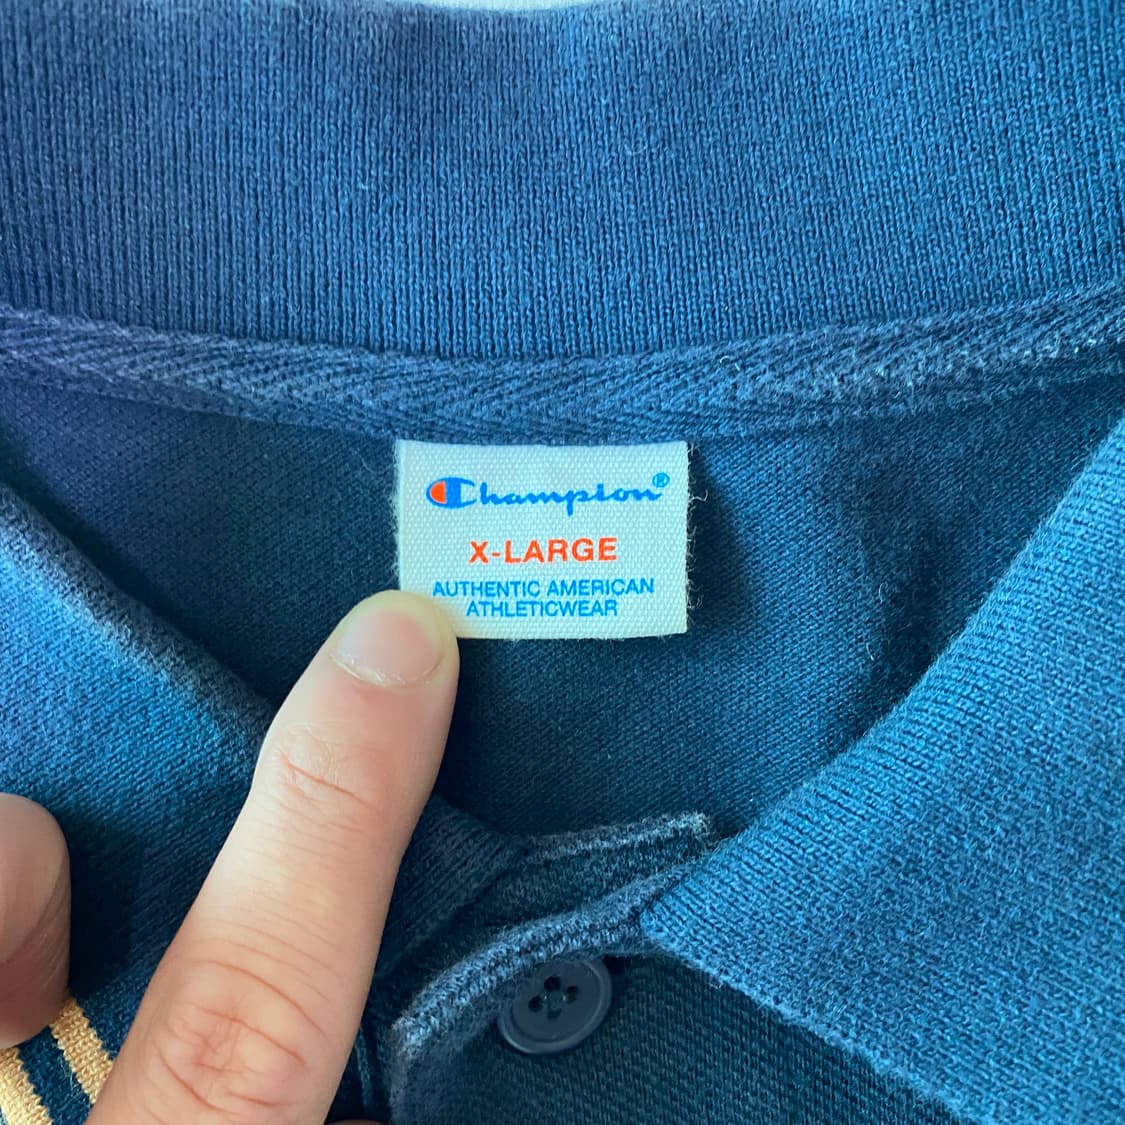 Champion®
X-LARGE
AUTHENTIC AMERICAN
ATHLETICWEAR